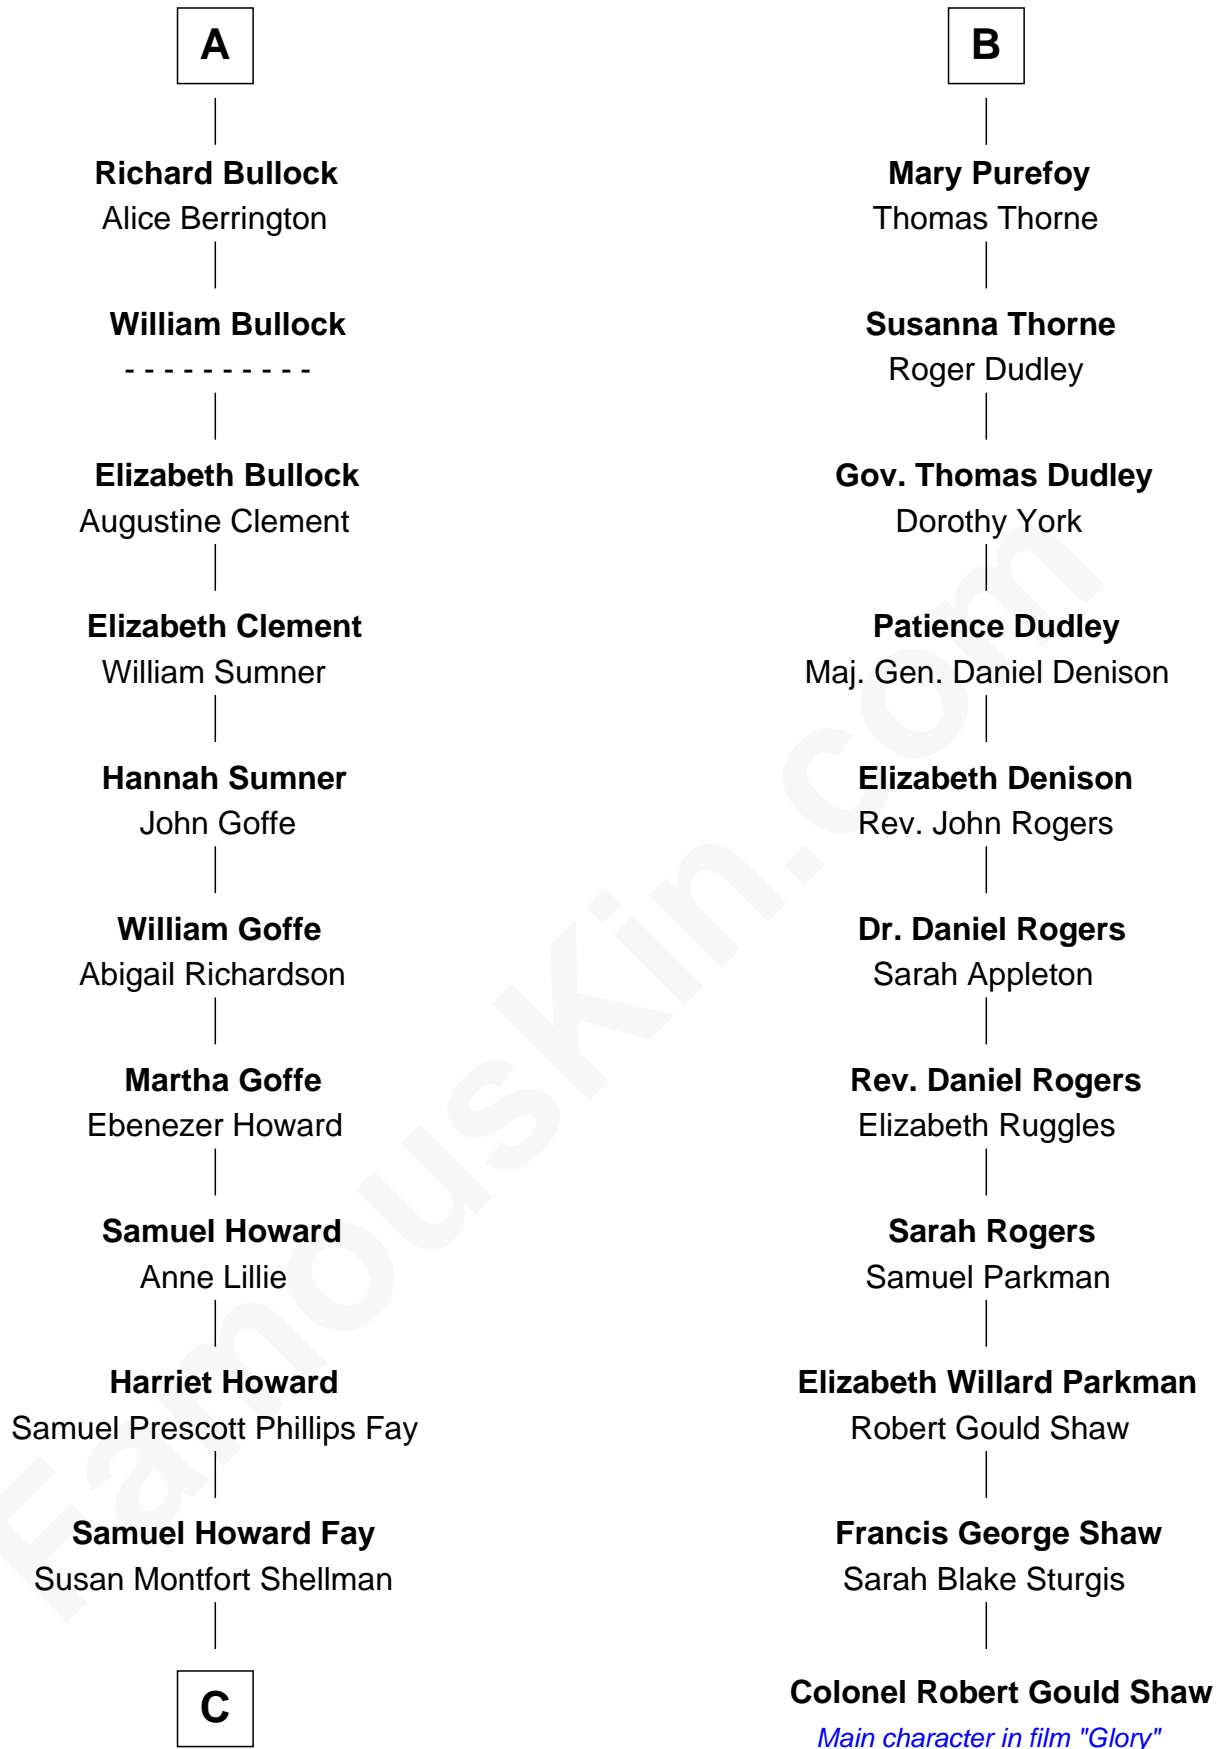 A
Richard Bullock
Alice Berrington
William Bullock
- - - - - - - - - -
Elizabeth Bullock
Augustine Clement
Elizabeth Clement
William Sumner
Hannah Sumner
John Goffe
William Goffe
Abigail Richardson
Martha Goffe
Ebenezer Howard
Samuel Howard
Anne Lillie
Harriet Howard
Samuel Prescott Phillips Fay
Samuel Howard Fay
Susan Montfort Shellman
C
B
Mary Purefoy
Thomas Thorne
Susanna Thorne
Roger Dudley
Gov. Thomas Dudley
Dorothy York
Patience Dudley
Maj. Gen. Daniel Denison
Elizabeth Denison
Rev. John Rogers
Dr. Daniel Rogers
Sarah Appleton
Rev. Daniel Rogers
Elizabeth Ruggles
Sarah Rogers
Samuel Parkman
Elizabeth Willard Parkman
Robert Gould Shaw
Francis George Shaw
Sarah Blake Sturgis
Colonel Robert Gould Shaw
Main character in film "Glory"
FamousKin.com